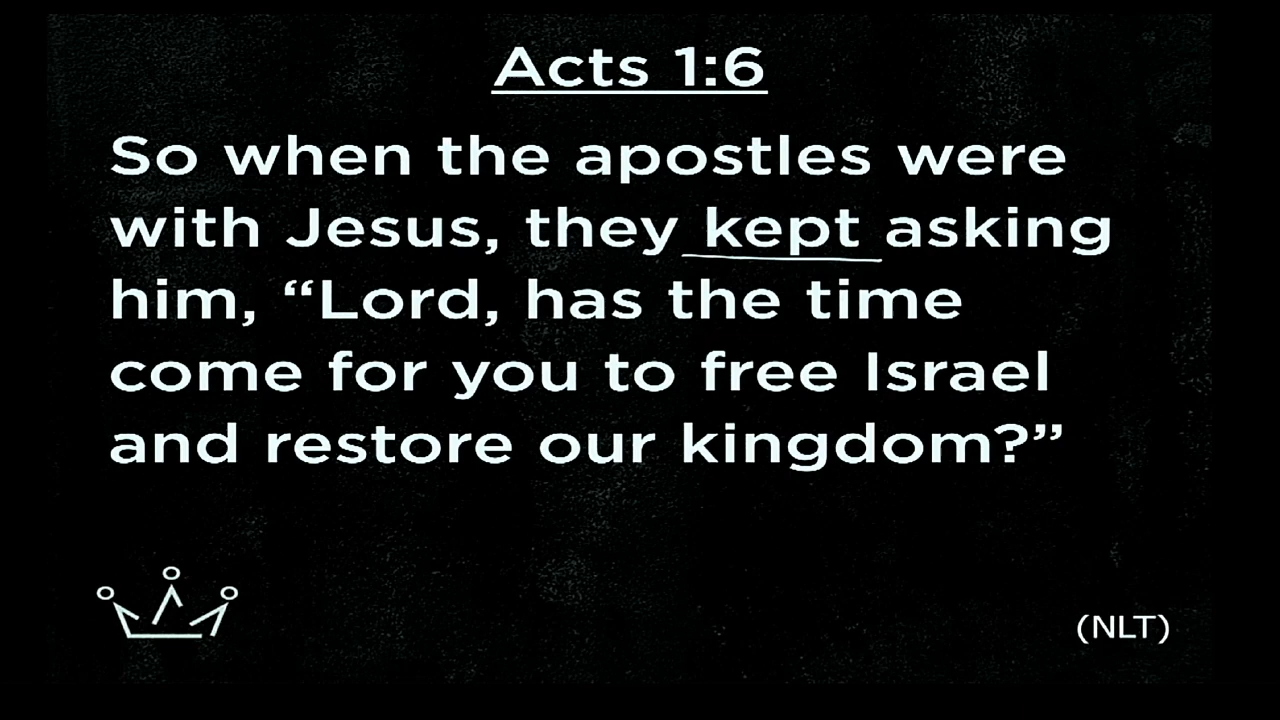 Acts 1:6
So when the apostles were
with Jesus, they kept asking
him, “Lord, has the time
come for you to free Israel
and restore our kingdom?”
(NLT)